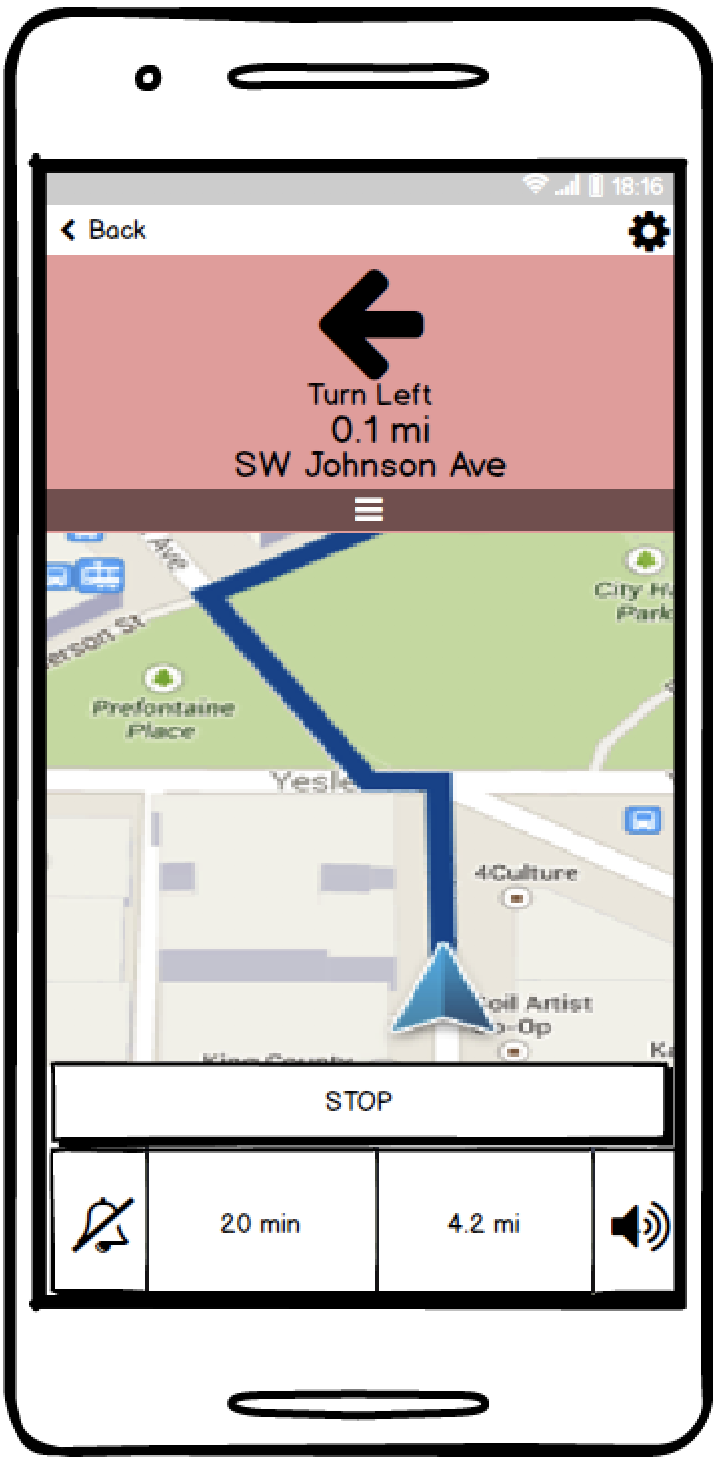 18:16
Back
Turn Left
0.1 mi
SW Johnson Ave
Ave
City
Park
erson St
Prefontaine
Place
Yesle
4Culture
oil Artist
o-Op
King County
Ka
STOP
20 min
4.2 mi